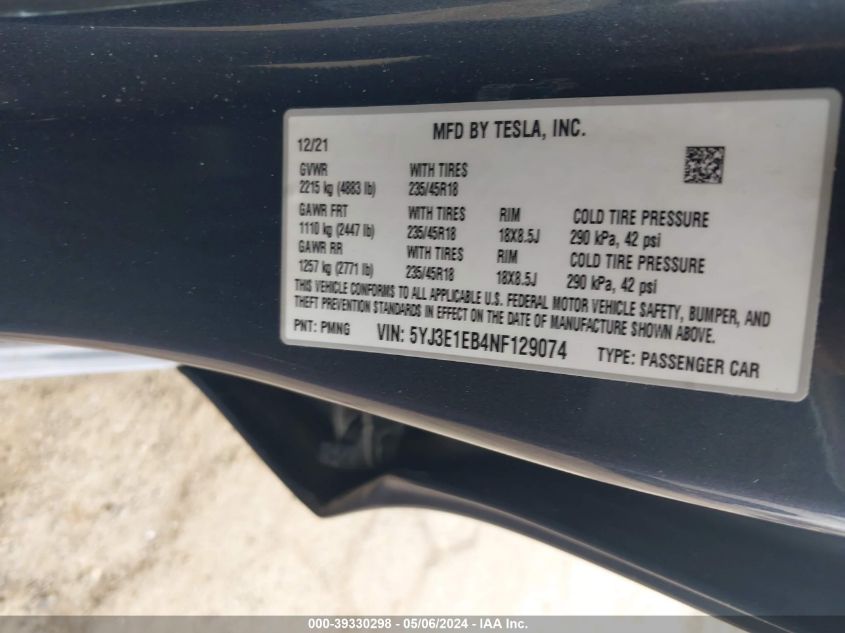 MFD BY TESLA, INC.
12/21
GVWR WITH TIRES
2215 kg (4883 lb) 235/45R18
GAWR FRT WITH TIRES RIM COLD TIRE PRESSURE
1110 kg (2447 lb) 235/45R18 18X8.5J 290 kPa, 42 psi
GAWR RR WITH TIRES RIM COLD TIRE PRESSURE
1257 kg (2771 lb) 235/45R18 18X8.5J 290 kPa, 42 psi
THIS VEHICLE CONFORMS TO ALL APPLICABLE U.S. FEDERAL MOTOR VEHICLE SAFETY, BUMPER, AND
THEFT PREVENTION STANDARDS IN EFFECT ON THE DATE OF MANUFACTURE SHOWN ABOVE.
PNT: PMNG VIN: 5YJ3E1EB4NF129074 TYPE: PASSENGER CAR
000-39330298 - 05/06/2024 - IAA Inc.